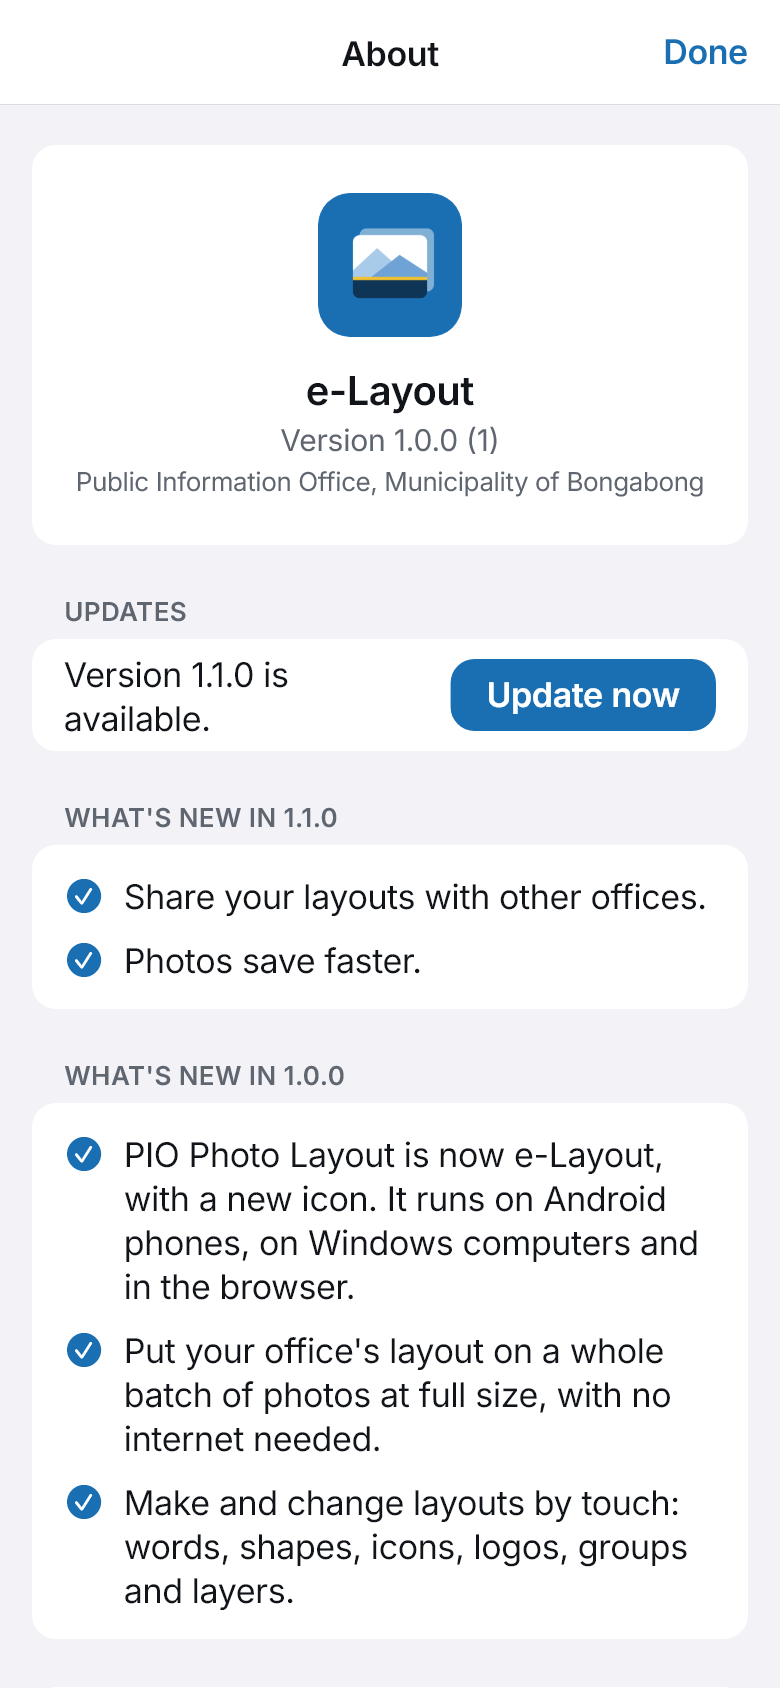 About
Done
e-Layout
Version 1.0.0 (1)
Public Information Office, Municipality of Bongabong
UPDATES
Version 1.1.0 is
available.
Update now
WHAT'S NEW IN 1.1.0
Share your layouts with other offices.
Photos save faster.
WHAT'S NEW IN 1.0.0
PIO Photo Layout is now e-Layout,
with a new icon. It runs on Android
phones, on Windows computers and
in the browser.
Put your office's layout on a whole
batch of photos at full size, with no
internet needed.
Make and change layouts by touch:
words, shapes, icons, logos, groups
and layers.